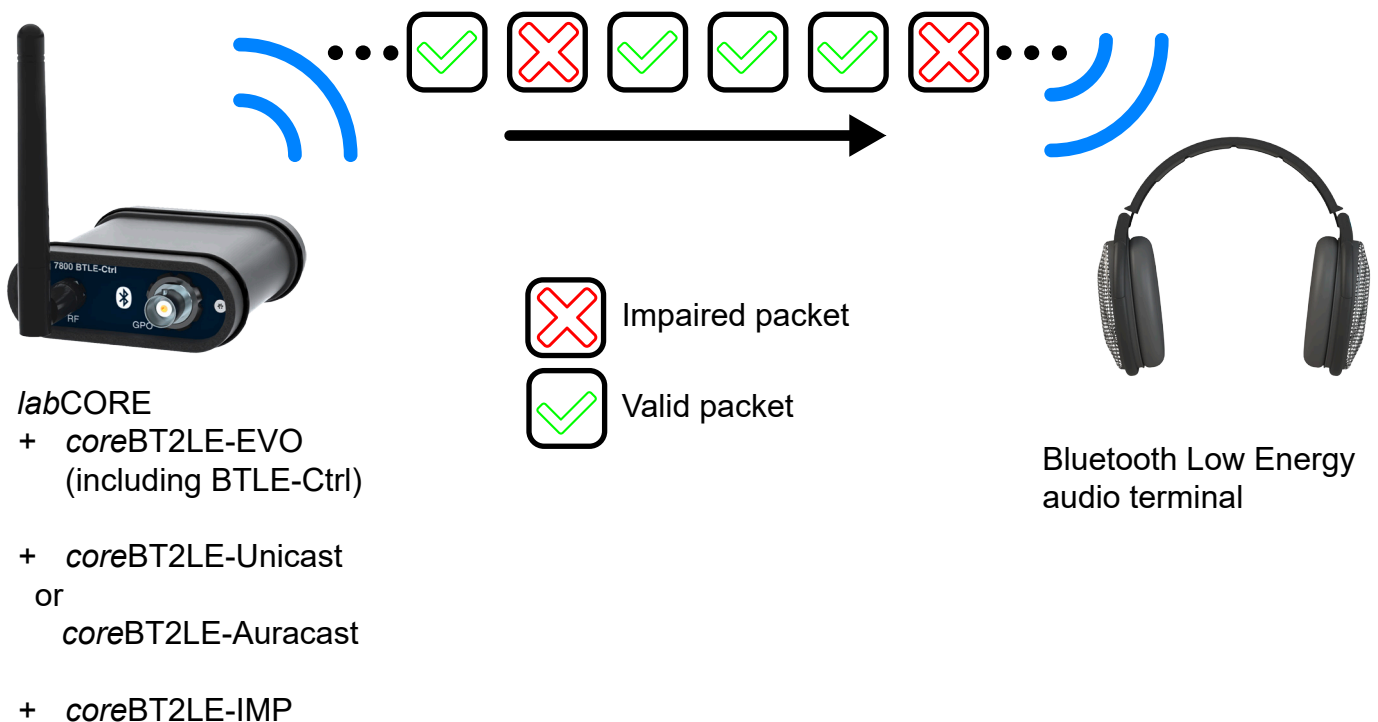 7800 BTLE-Ctrl
RF
GPO
Impaired packet
Valid packet
labCORE
+ coreBT2LE-EVO
(including BTLE-Ctrl)
+ coreBT2LE-Unicast
or
coreBT2LE-Auracast
+ coreBT2LE-IMP
Bluetooth Low Energy
audio terminal